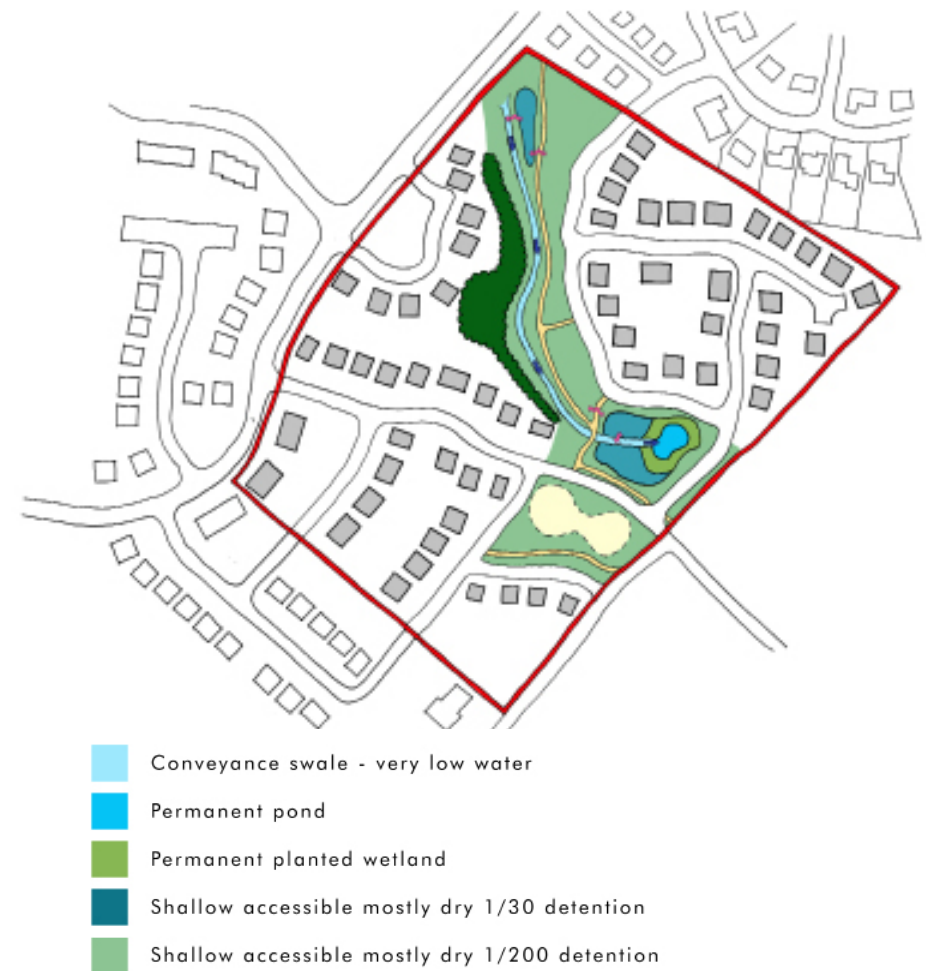 Conveyance swale - very low water
Permanent pond
Permanent planted wetland
Shallow accessible mostly dry 1/30 detention
Shallow accessible mostly dry 1/200 detention